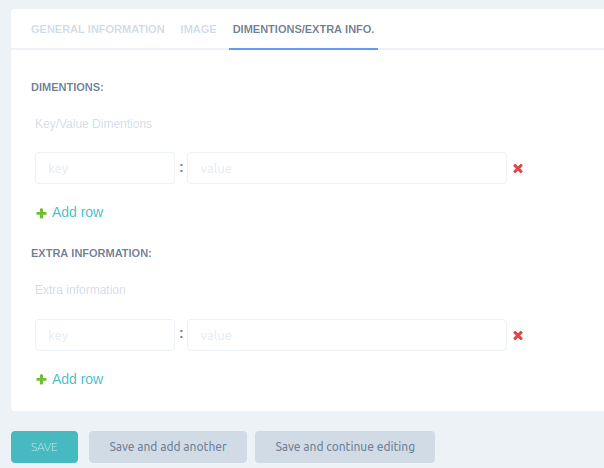 GENERAL INFORMATION IMAGE DIMENTIONS/EXTRA INFO.
DIMENTIONS:
Key/Value Dimentions
key : value
Add row
EXTRA INFORMATION:
Extra information
key : value
Add row
SAVE Save and add another Save and continue editing